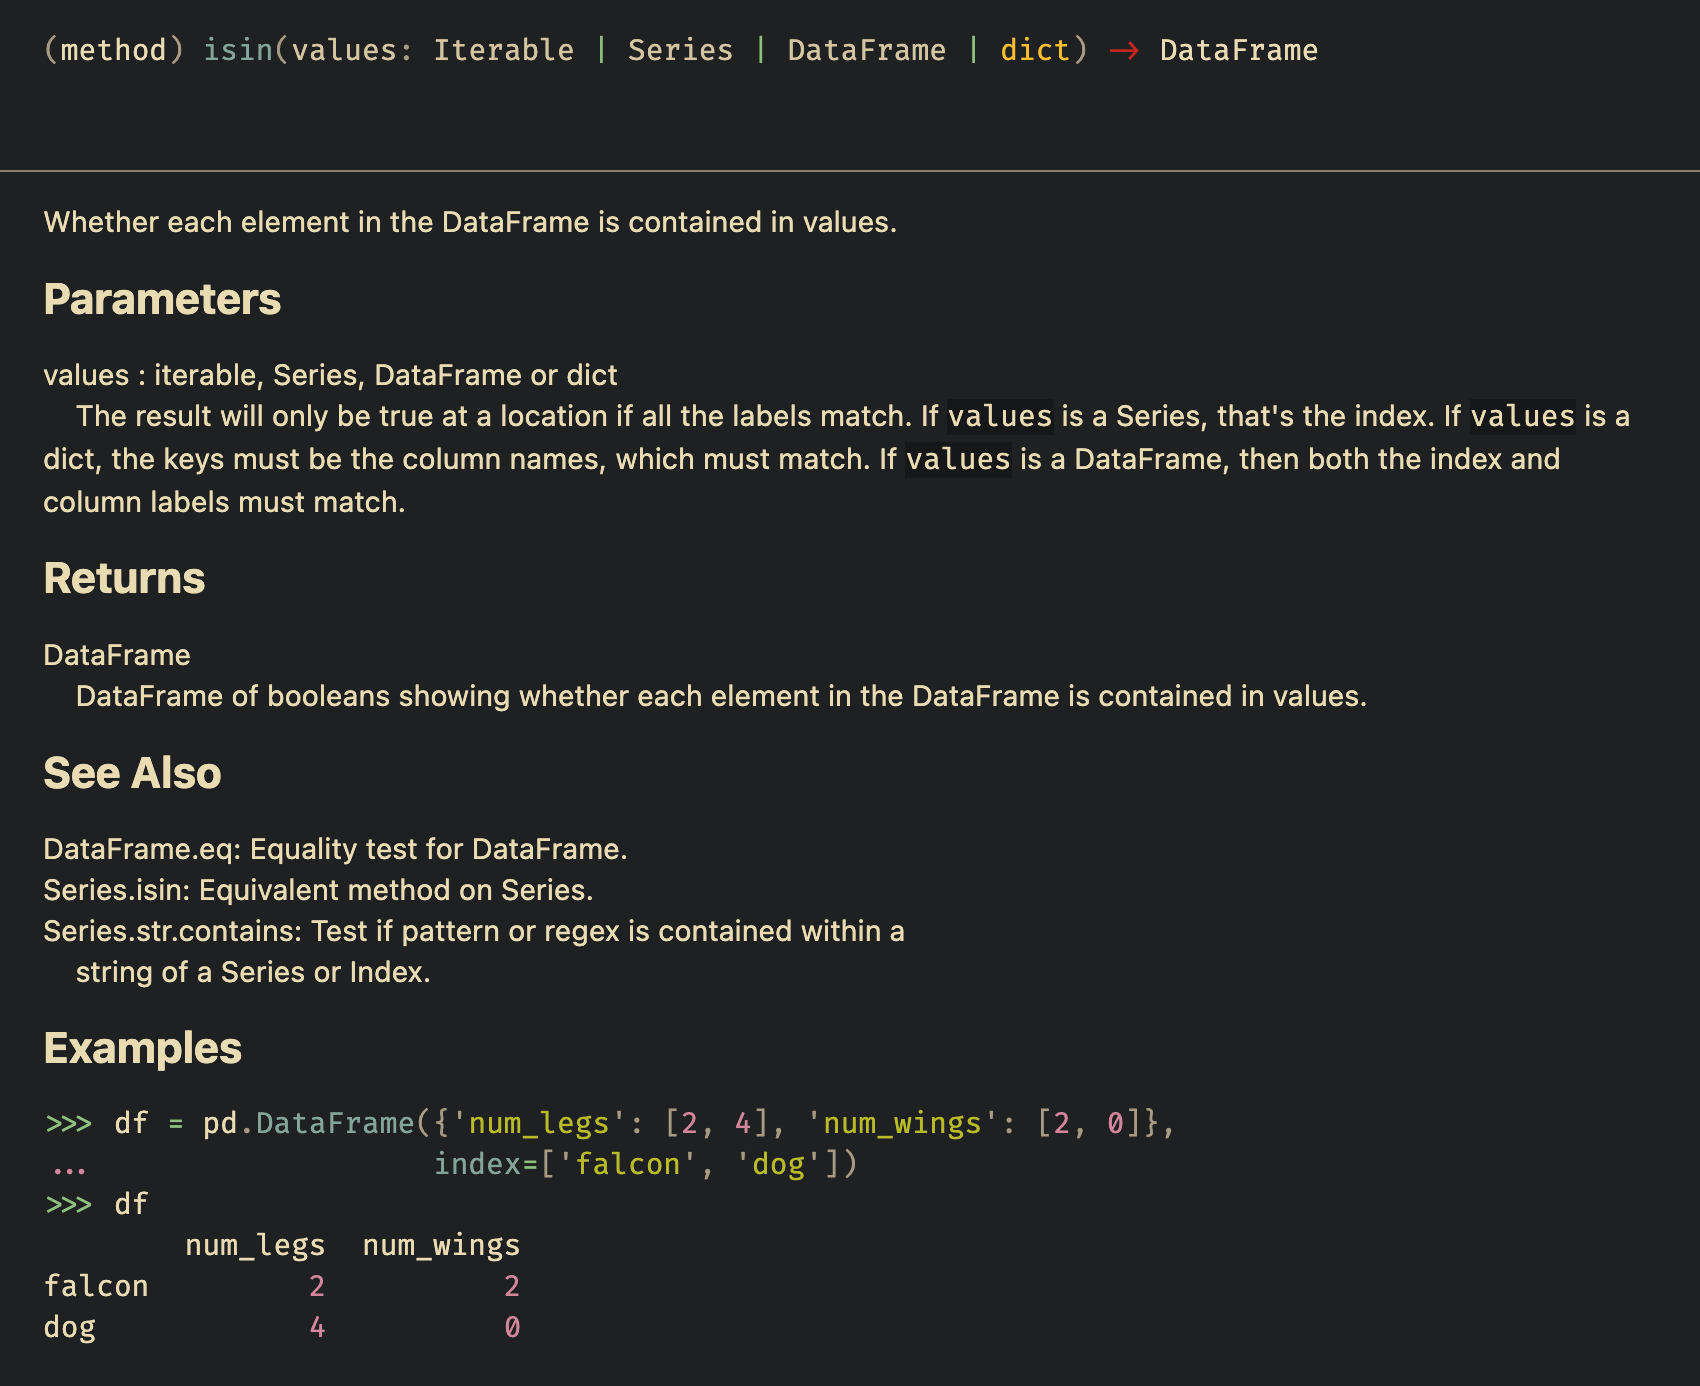 (method) isin(values: Iterable | Series | DataFrame | dict) -> DataFrame
Whether each element in the DataFrame is contained in values.
Parameters
values : iterable, Series, DataFrame or dict
The result will only be true at a location if all the labels match. If values is a Series, that's the index. If values is a
dict, the keys must be the column names, which must match. If values is a DataFrame, then both the index and
column labels must match.
Returns
DataFrame
DataFrame of booleans showing whether each element in the DataFrame is contained in values.
See Also
DataFrame.eq: Equality test for DataFrame.
Series.isin: Equivalent method on Series.
Series.str.contains: Test if pattern or regex is contained within a
string of a Series or Index.
Examples
>>> df = pd.DataFrame({'num_legs': [2, 4], 'num_wings': [2, 0]},
...                   index=['falcon', 'dog'])
>>> df
        num_legs  num_wings
falcon         2          2
dog            4          0